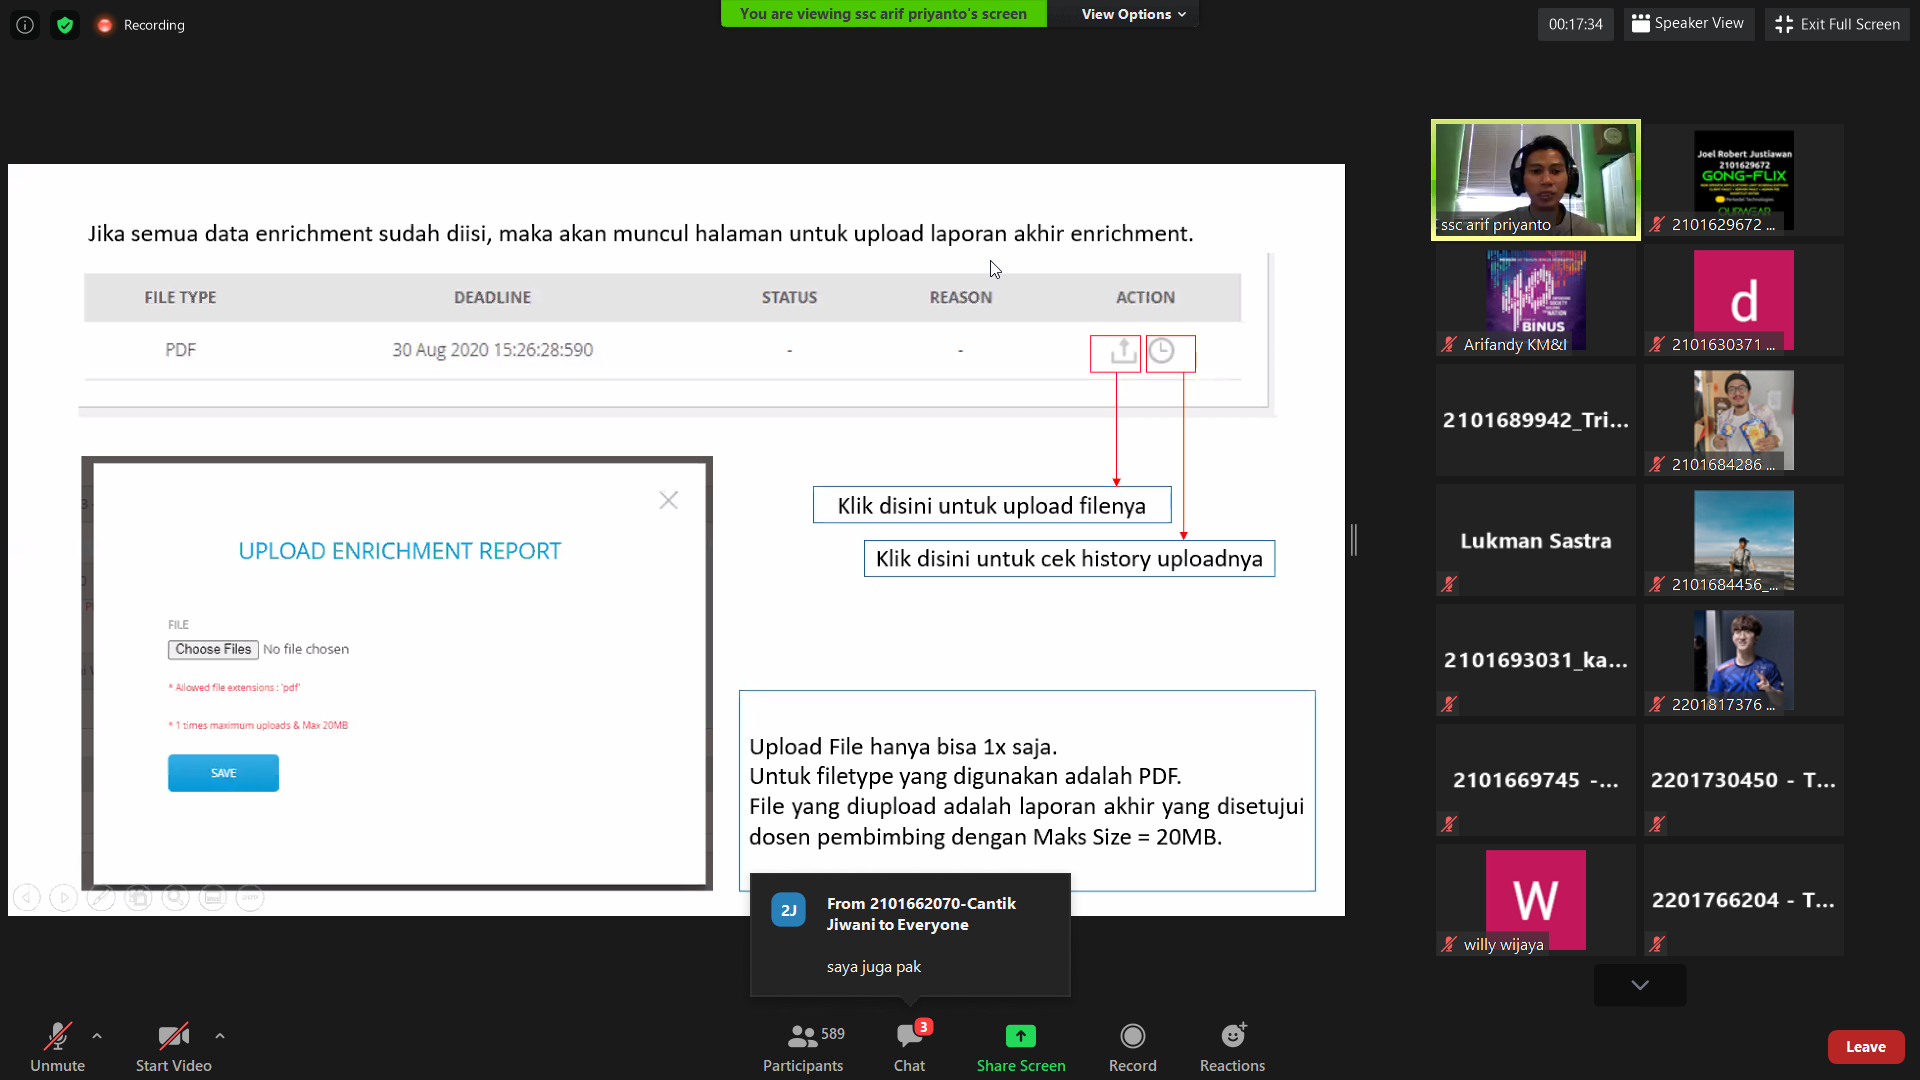 Recording
You are viewing ssc arif priyanto's screen
View Options
00:17:34
Speaker View
Exit Full Screen
Jika semua data enrichment sudah diisi, maka akan muncul halaman untuk upload laporan akhir enrichment.
FILE TYPE DEADLINE STATUS REASON ACTION
PDF 30 Aug 2020 15:26:28:590 - -
Klik disini untuk upload filenya
Klik disini untuk cek history uploadnya
UPLOAD ENRICHMENT REPORT
FILE
Choose Files No file chosen
* Allowed file extensions : 'pdf'
* 1 times maximum uploads & Max 20MB
SAVE
Upload File hanya bisa 1x saja.
Untuk filetype yang digunakan adalah PDF.
File yang diupload adalah laporan akhir yang disetujui
dosen pembimbing dengan Maks Size = 20MB.
2J
From 2101662070-Cantik
Jiwani to Everyone
saya juga pak
ssc arif priyanto
Joel Robert Justiawan
2101629672
GONG-FLIX
2101629672 ...
BINUS
Arifandy KM&I
d
2101630371 ...
2101689942_Tri...
2101684286 ...
Lukman Sastra
2101684456_...
2101693031_ka...
2201817376 ...
2101669745 -...
2201730450 - T...
W
willy wijaya
2201766204 - T...
Unmute
Start Video
589
Participants
3
Chat
Share Screen
Record
Reactions
Leave